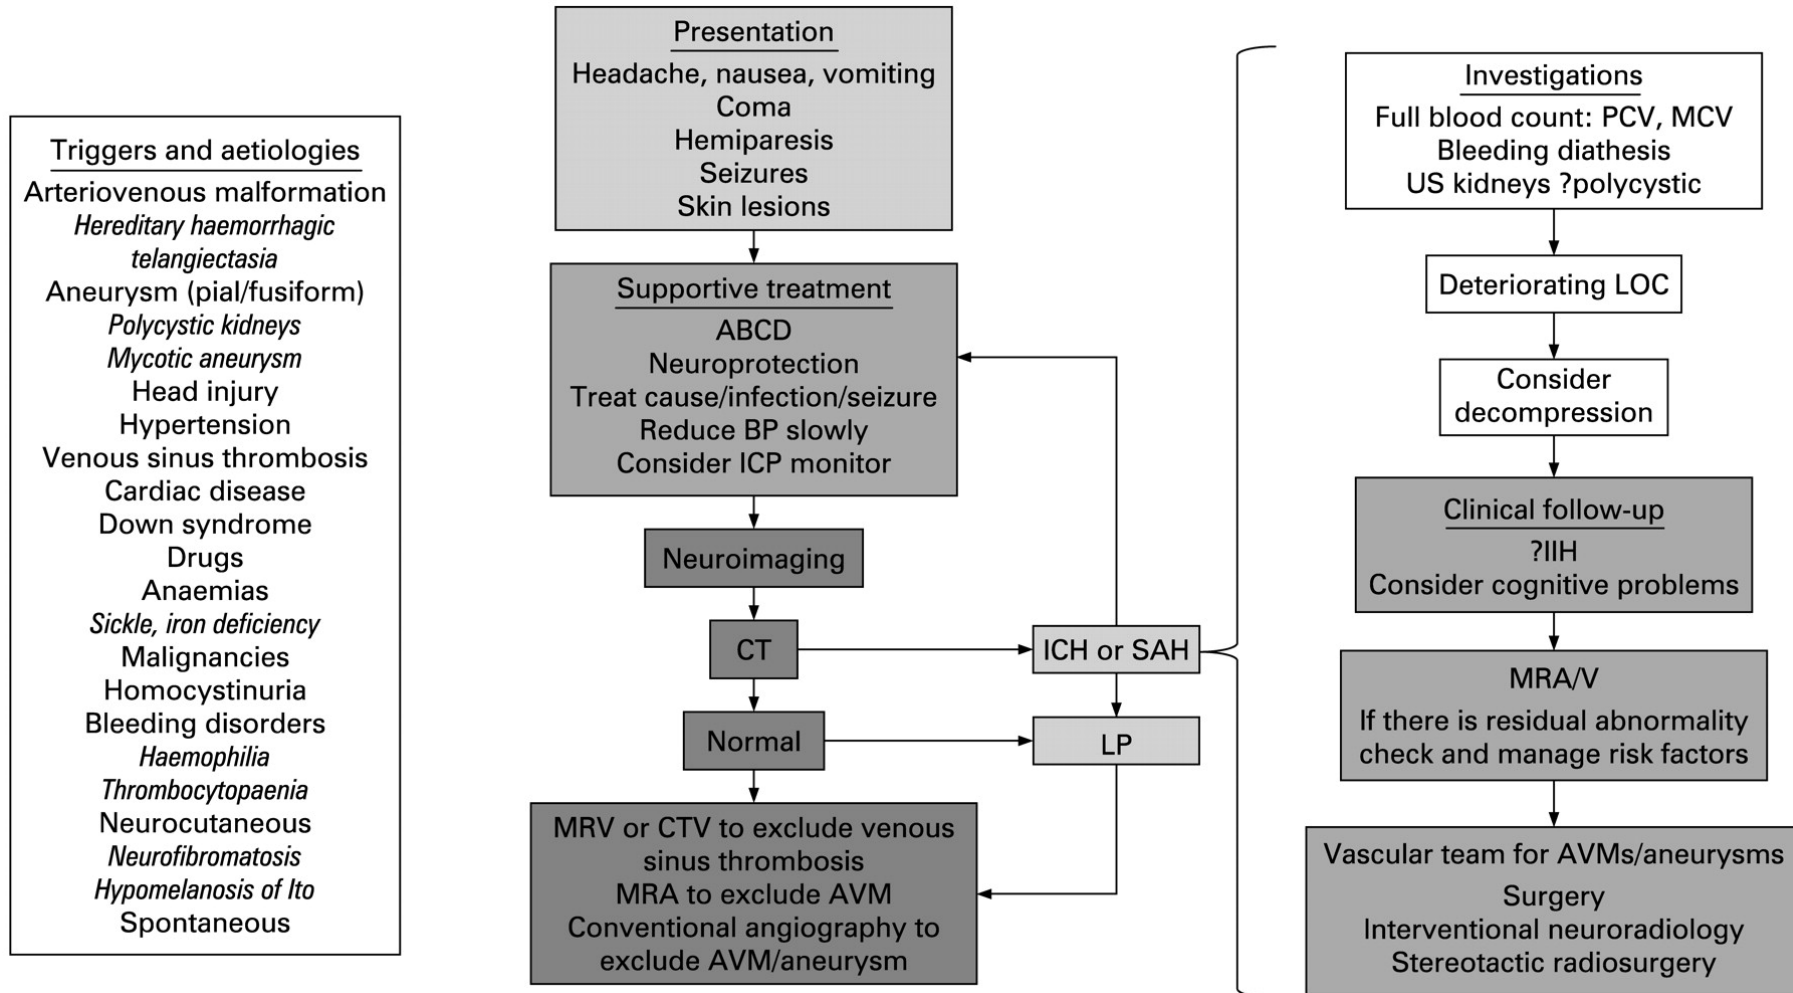 Triggers and aetiologies
Arteriovenous malformation
Hereditary haemorrhagic
telangiectasia
Aneurysm (pial/fusiform)
Polycystic kidneys
Mycotic aneurysm
Head injury
Hypertension
Venous sinus thrombosis
Cardiac disease
Down syndrome
Drugs
Anaemias
Sickle, iron deficiency
Malignancies
Homocystinuria
Bleeding disorders
Haemophilia
Thrombocytopaenia
Neurocutaneous
Neurofibromatosis
Hypomelanosis of Ito
Spontaneous
Presentation
Headache, nausea, vomiting
Coma
Hemiparesis
Seizures
Skin lesions
Supportive treatment
ABCD
Neuroprotection
Treat cause/infection/seizure
Reduce BP slowly
Consider ICP monitor
Neuroimaging
CT
ICH or SAH
Normal
LP
MRV or CTV to exclude venous
sinus thrombosis
MRA to exclude AVM
Conventional angiography to
exclude AVM/aneurysm
Investigations
Full blood count: PCV, MCV
Bleeding diathesis
US kidneys ?polycystic
Deteriorating LOC
Consider
decompression
Clinical follow-up
?IIH
Consider cognitive problems
MRA/V
If there is residual abnormality
check and manage risk factors
Vascular team for AVMs/aneurysms
Surgery
Interventional neuroradiology
Stereotactic radiosurgery